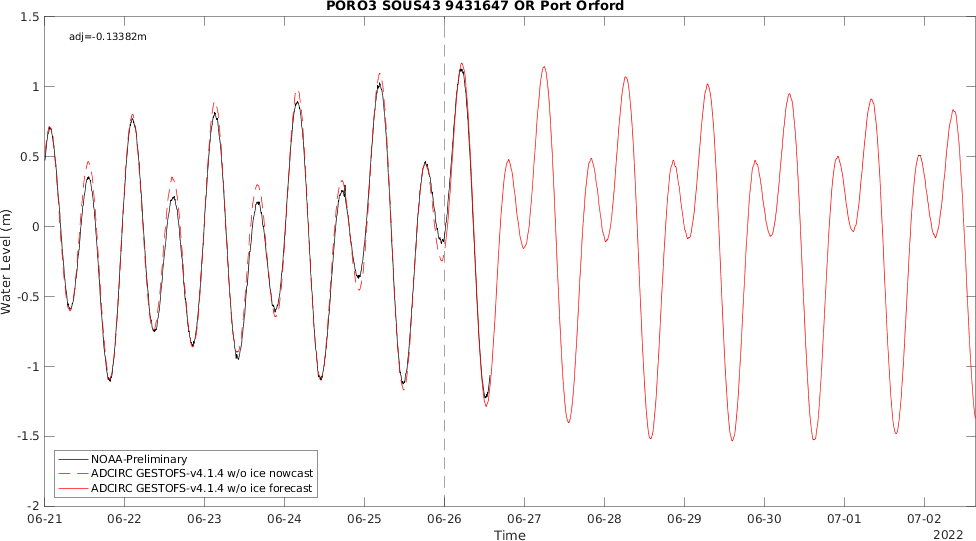 PORO3 SOUS43 9431647 OR Port Orford
adj=-0.13382m
1.5
1
0.5
0
-0.5
-1
-1.5
-2
Water Level (m)
NOAA-Preliminary
ADCIRC GESTOFS-v4.1.4 w/o ice nowcast
ADCIRC GESTOFS-v4.1.4 w/o ice forecast
06-21 06-22 06-23 06-24 06-25 06-26 06-27 06-28 06-29 06-30 07-01 07-02
Time
2022